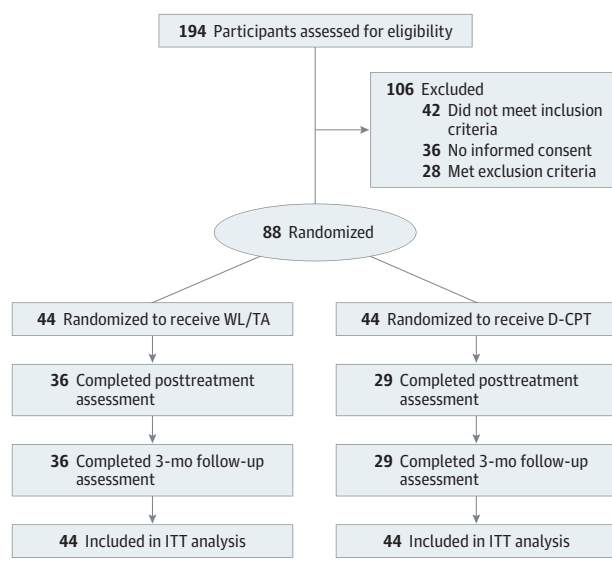 194 Participants assessed for eligibility
106 Excluded
42 Did not meet inclusion
criteria
36 No informed consent
28 Met exclusion criteria
88 Randomized
44 Randomized to receive WL/TA
44 Randomized to receive D-CPT
36 Completed posttreatment
assessment
29 Completed posttreatment
assessment
36 Completed 3-mo follow-up
assessment
29 Completed 3-mo follow-up
assessment
44 Included in ITT analysis
44 Included in ITT analysis